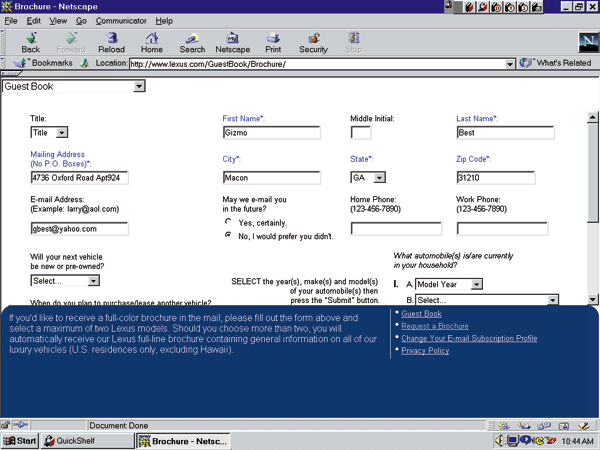 Brochure - Netscape
File Edit View Go Communicator Help
Back Forward Reload Home Search Netscape Print Security Stop
N
Bookmarks Location: http://www.lexus.com/GuestBook/Brochure/ What's Related
Guest Book
Title: First Name*: Middle Initial: Last Name*:
Title Gizmo Best
Mailing Address
(No P.O. Boxes)*: City*: State*: Zip Code*:
4736 Oxford Road Apt924 Macon GA 31210
E-mail Address: May we e-mail you Home Phone: Work Phone:
(Example: larry@aol.com) in the future? (123-456-7890) (123-456-7890)
gbest@yahoo.com Yes, certainly.
No, I would prefer you didn't.
Will your next vehicle What automobile(s) is/are currently
be new or pre-owned? in your household?
Select... SELECT the year(s), make(s) and model(s) I. A. Model Year
of your automobile(s) then
When do you plan to purchase/lease another vehicle? press the "Submit" button. B. Select...
If you'd like to receive a full-color brochure in the mail, please fill out the form above and
select a maximum of two Lexus models. Should you choose more than two, you will
automatically receive our Lexus full-line brochure containing general information on all of our
luxury vehicles (U.S. residences only, excluding Hawaii).
• Guest Book
• Request a Brochure
• Change Your E-mail Subscription Profile
• Privacy Policy
Document: Done
Start QuickShelf Brochure - Netsc... 10:44 AM